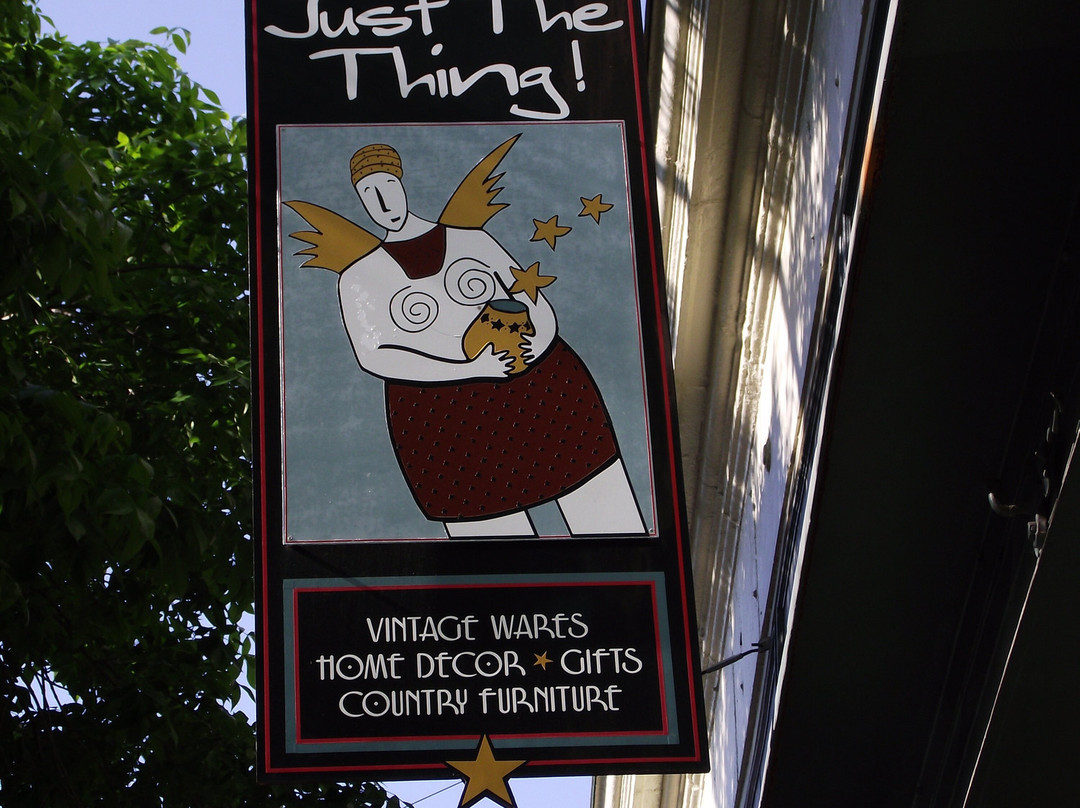 Just The
Thing!
VINTAGE WARES
HOME DECOR ★ GIFTS
COUNTRY FURNITURE